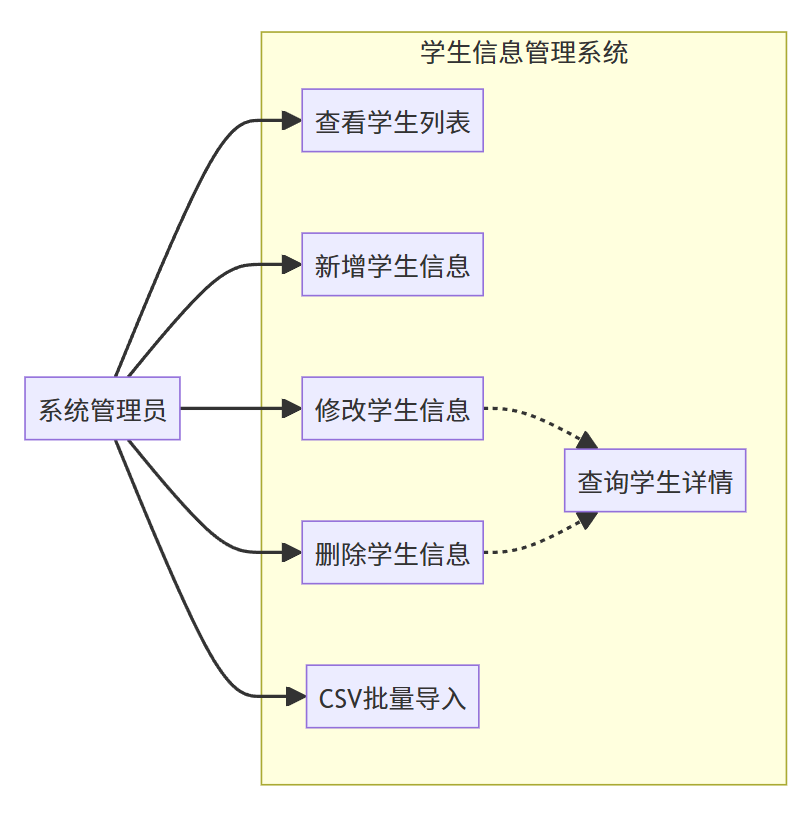 学生信息管理系统
查看学生列表
新增学生信息
系统管理员
修改学生信息
查询学生详情
删除学生信息
CSV批量导入